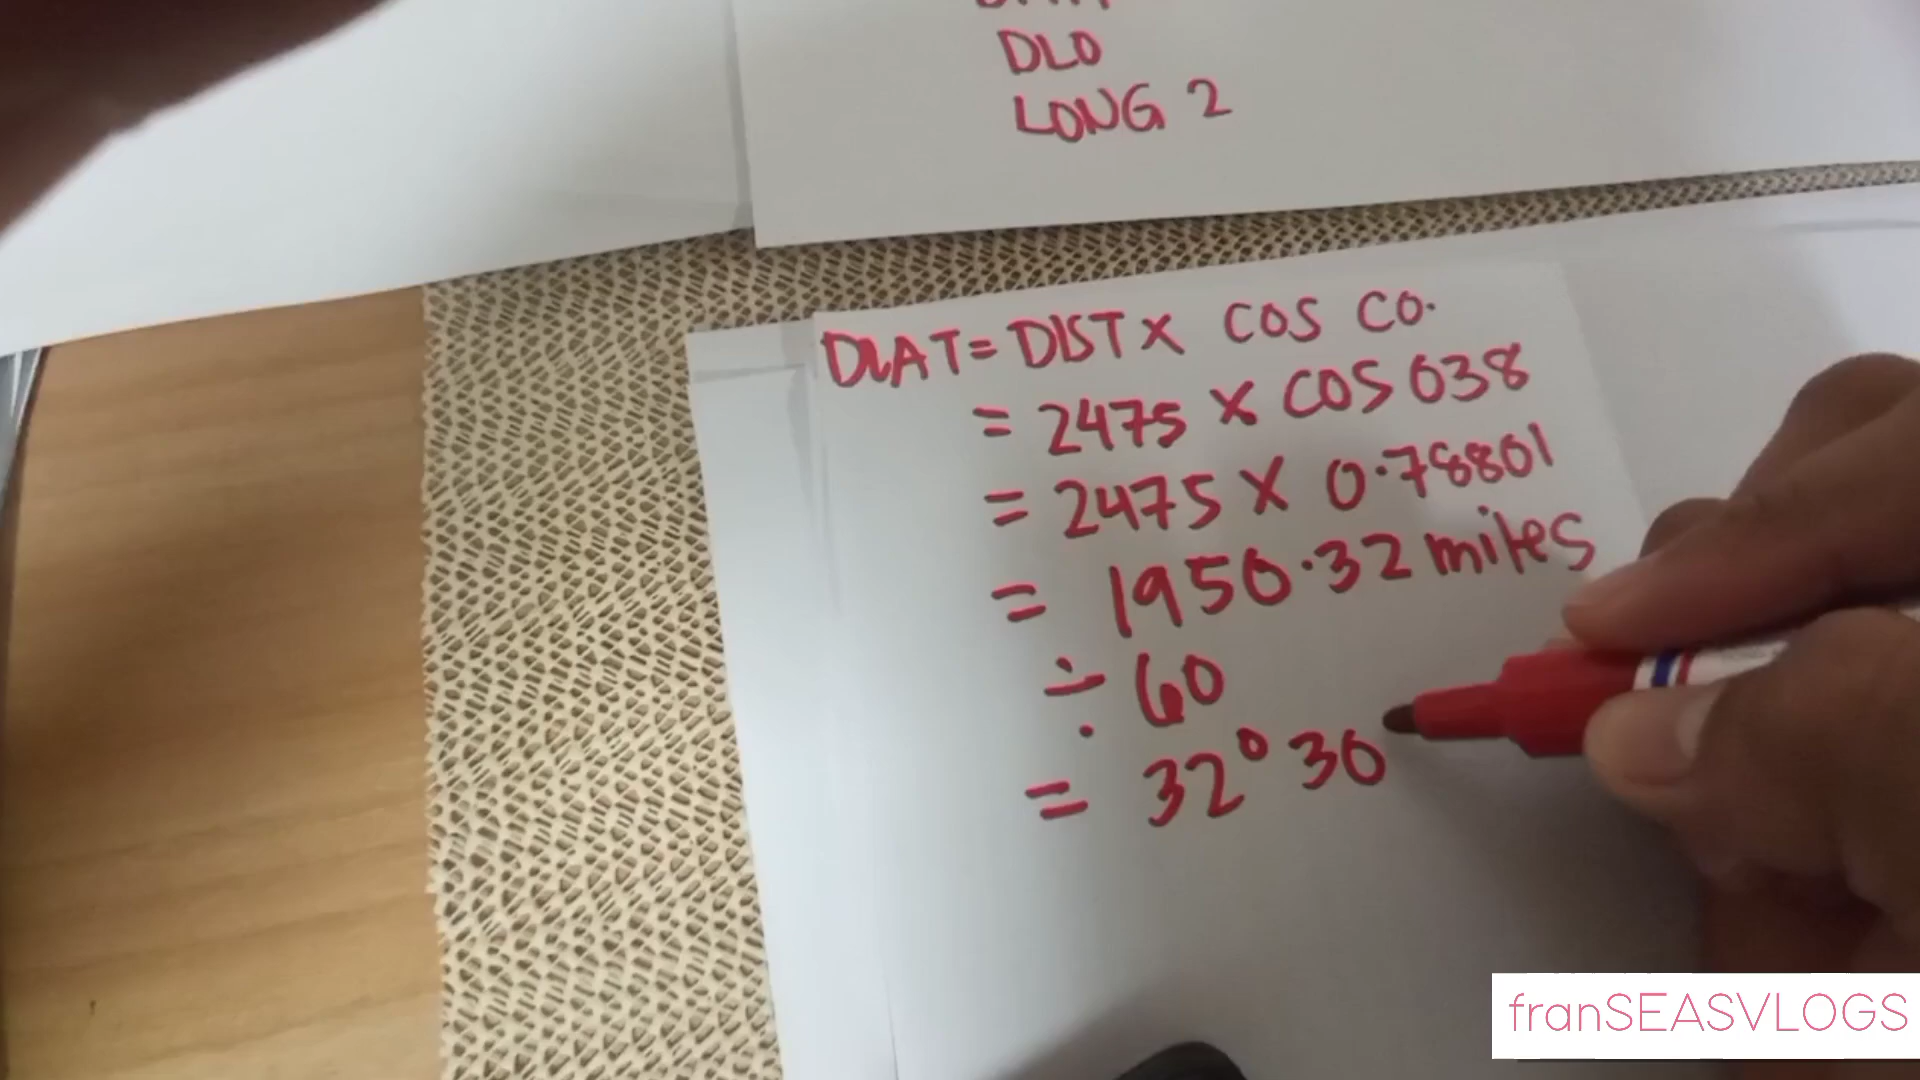 DLO
LONG 2
DLAT = DIST X COS CO.
= 2475 X COS 038
= 2475 X 0.78801
= 1950.32 miles
÷ 60
= 32° 30
franSEASVLOGS